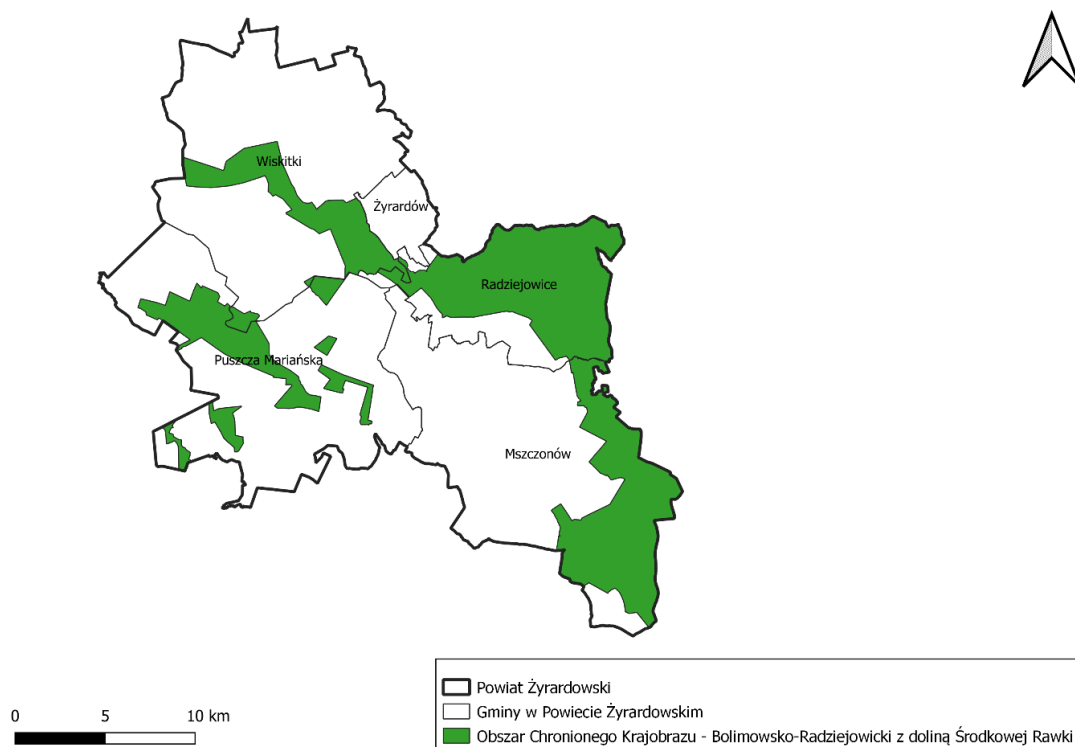 Wiskitki
Żyrardów
Radziejowice
Puszcza Mariańska
Mszczonów
0 5 10 km
Powiat Żyrardowski
Gminy w Powiecie Żyrardowskim
Obszar Chronionego Krajobrazu - Bolimowsko-Radziejowicki z doliną Środkowej Rawki